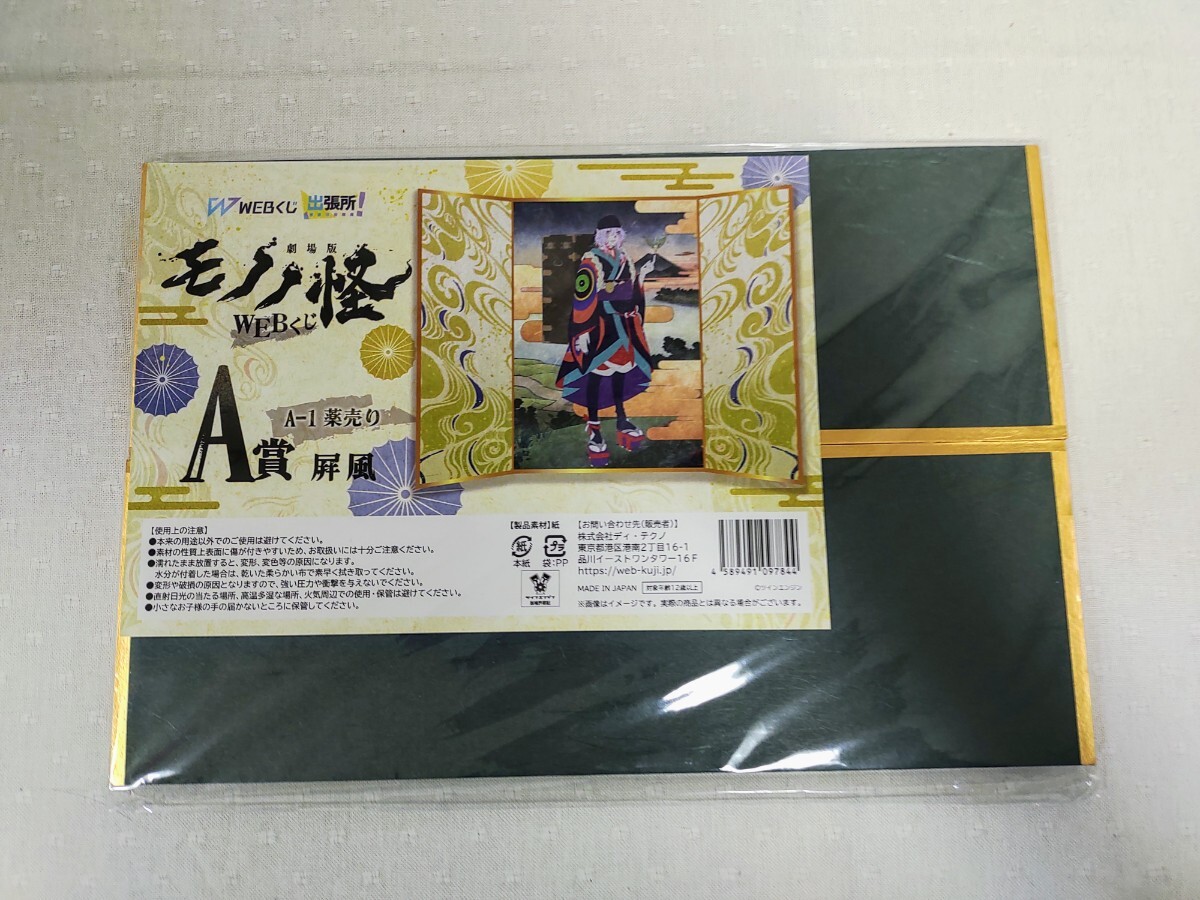 WEBくじ 出張所!
劇場版
モノノ怪
WEBくじ
A賞
A-1 薬売り
屏風
【使用上の注意】
●本来の用途以外でのご使用は避けてください。
●素材の性質上表面に傷が付きやすいため、お取扱いには十分ご注意ください。
●濡れたまま放置すると、変形、変色等の原因になります。
水分が付着した場合は、乾いた柔らかい布で素早く拭き取ってください。
●変形や破損の原因となりますので、強い圧力や衝撃を与えないでください。
●直射日光の当たる場所、高温多湿な場所、火気周辺での使用・保管は避けてください。
●小さなお子様の手の届かないところに保管してください。
【製品素材】紙
紙
本紙
プラ
袋:PP
【お問い合わせ先(販売者)】
株式会社ディ・テクノ
東京都港区港南2丁目16-1
品川イーストワンタワー16F
https://web-kuji.jp/
MADE IN JAPAN 対象年齢12歳以上
※画像はイメージです。実際の商品とは異なる場合がございます。
4 589491 097844
©ツインエンジン